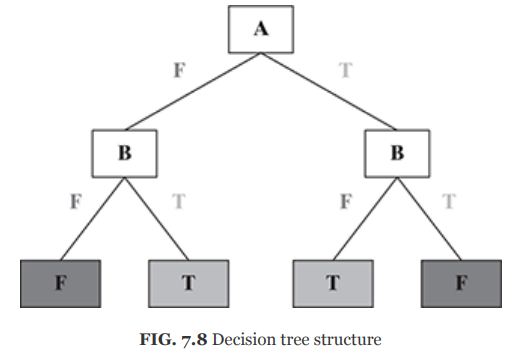 A
F T
B B
F T F T
F T T F
FIG. 7.8 Decision tree structure